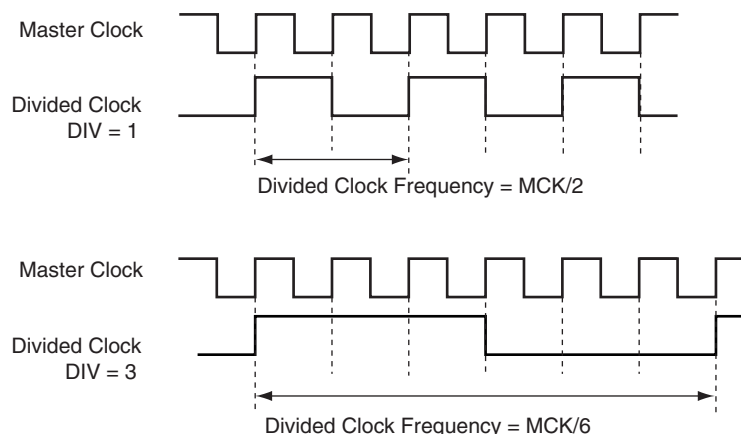 Master Clock
Divided Clock
DIV = 1
Divided Clock Frequency = MCK/2
Master Clock
Divided Clock
DIV = 3
Divided Clock Frequency = MCK/6